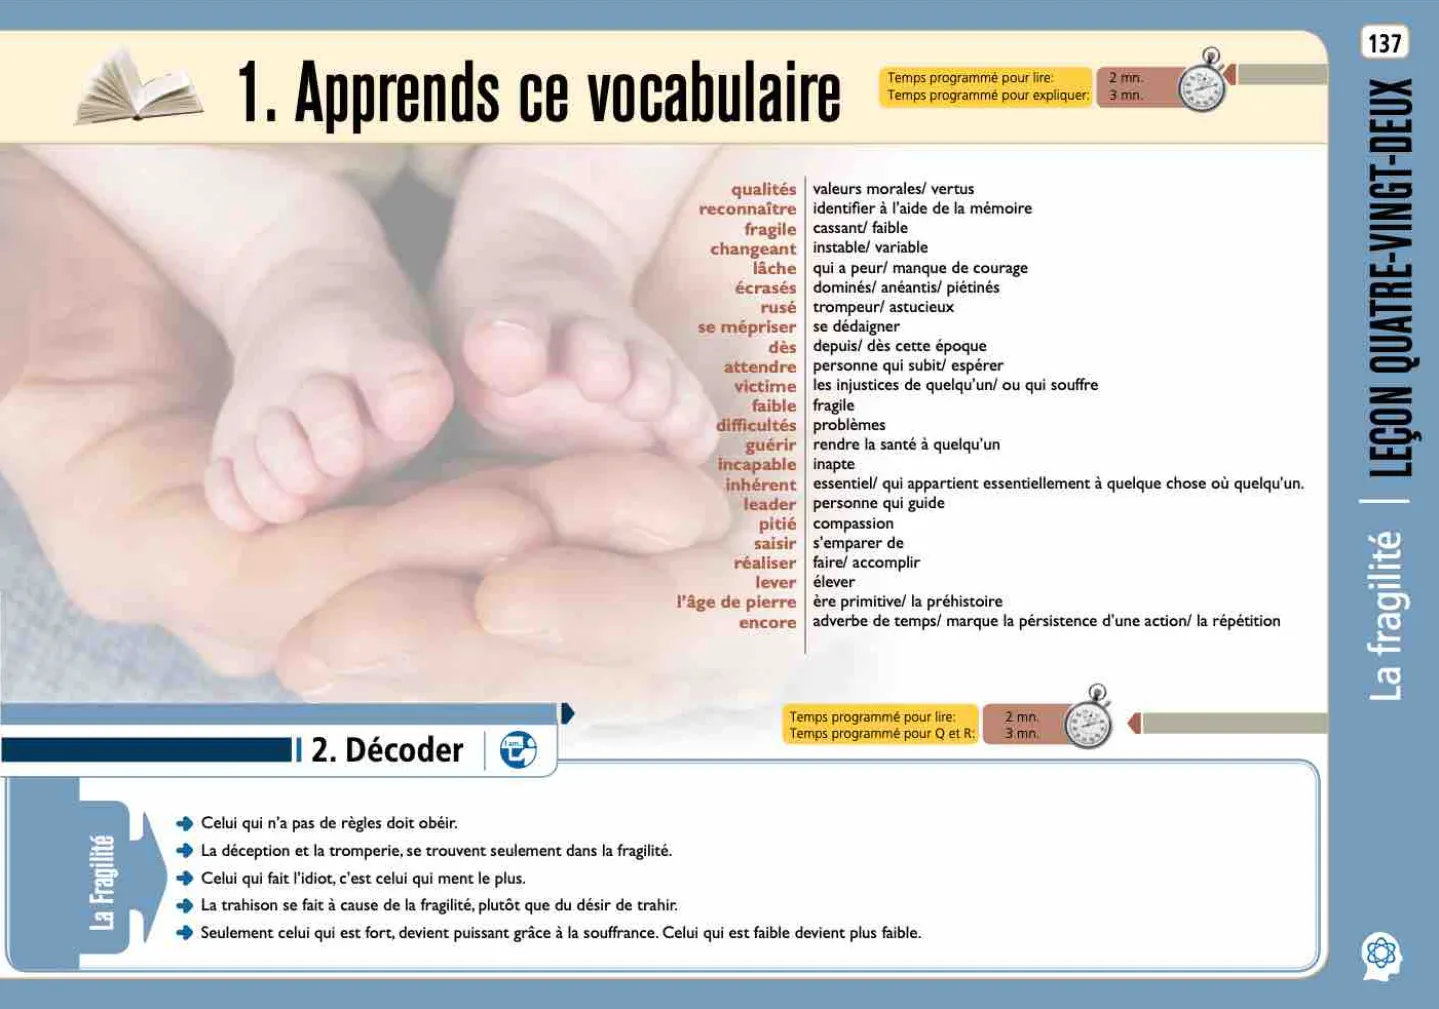 137
1. Apprends ce vocabulaire
Temps programmé pour lire: 2 mn.
Temps programmé pour expliquer: 3 mn.
qualités valeurs morales/ vertus
reconnaître identifier à l'aide de la mémoire
fragile cassant/ faible
changeant instable/ variable
lâche qui a peur/ manque de courage
écrasés dominés/ anéantis/ piétinés
rusé trompeur/ astucieux
se mépriser se dédaigner
dès depuis/ dès cette époque
attendre personne qui subit/ espérer
victime les injustices de quelqu'un/ ou qui souffre
faible fragile
difficultés problèmes
guérir rendre la santé à quelqu'un
incapable inapte
inhérent essentiel/ qui appartient essentiellement à quelque chose où quelqu'un.
leader personne qui guide
pitié compassion
saisir s'emparer de
réaliser faire/ accomplir
lever élever
l'âge de pierre ère primitive/ la préhistoire
encore adverbe de temps/ marque la pérsistence d'une action/ la répétition
LEÇON QUATRE-VINGT-DEUX
La fragilité
Temps programmé pour lire: 2 mn.
Temps programmé pour Q et R: 3 mn.
2. Décoder
I am...
La Fragilité
Celui qui n'a pas de règles doit obéir.
La déception et la tromperie, se trouvent seulement dans la fragilité.
Celui qui fait l'idiot, c'est celui qui ment le plus.
La trahison se fait à cause de la fragilité, plutôt que du désir de trahir.
Seulement celui qui est fort, devient puissant grâce à la souffrance. Celui qui est faible devient plus faible.